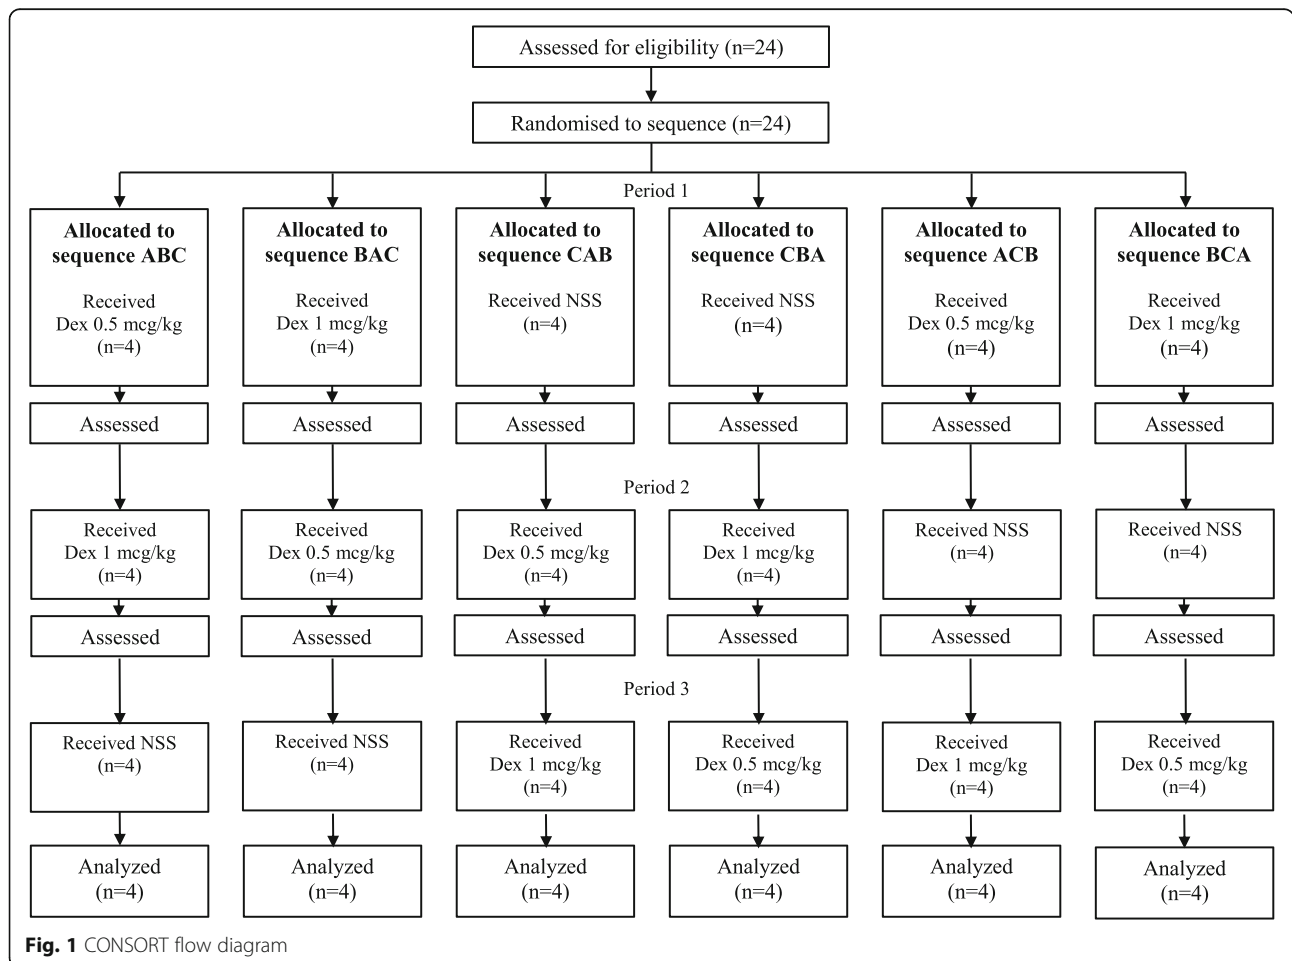 Assessed for eligibility (n=24)
Randomised to sequence (n=24)
Period 1
Allocated to
sequence ABC
Received
Dex 0.5 mcg/kg
(n=4)
Allocated to
sequence BAC
Received
Dex 1 mcg/kg
(n=4)
Allocated to
sequence CAB
Received NSS
(n=4)
Allocated to
sequence CBA
Received NSS
(n=4)
Allocated to
sequence ACB
Received
Dex 0.5 mcg/kg
(n=4)
Allocated to
sequence BCA
Received
Dex 1 mcg/kg
(n=4)
Assessed
Assessed
Assessed
Assessed
Assessed
Assessed
Period 2
Received
Dex 1 mcg/kg
(n=4)
Received
Dex 0.5 mcg/kg
(n=4)
Received
Dex 0.5 mcg/kg
(n=4)
Received
Dex 1 mcg/kg
(n=4)
Received NSS
(n=4)
Received NSS
(n=4)
Assessed
Assessed
Assessed
Assessed
Assessed
Assessed
Period 3
Received NSS
(n=4)
Received NSS
(n=4)
Received
Dex 1 mcg/kg
(n=4)
Received
Dex 0.5 mcg/kg
(n=4)
Received
Dex 1 mcg/kg
(n=4)
Received
Dex 0.5 mcg/kg
(n=4)
Analyzed
(n=4)
Analyzed
(n=4)
Analyzed
(n=4)
Analyzed
(n=4)
Analyzed
(n=4)
Analyzed
(n=4)
Fig. 1 CONSORT flow diagram